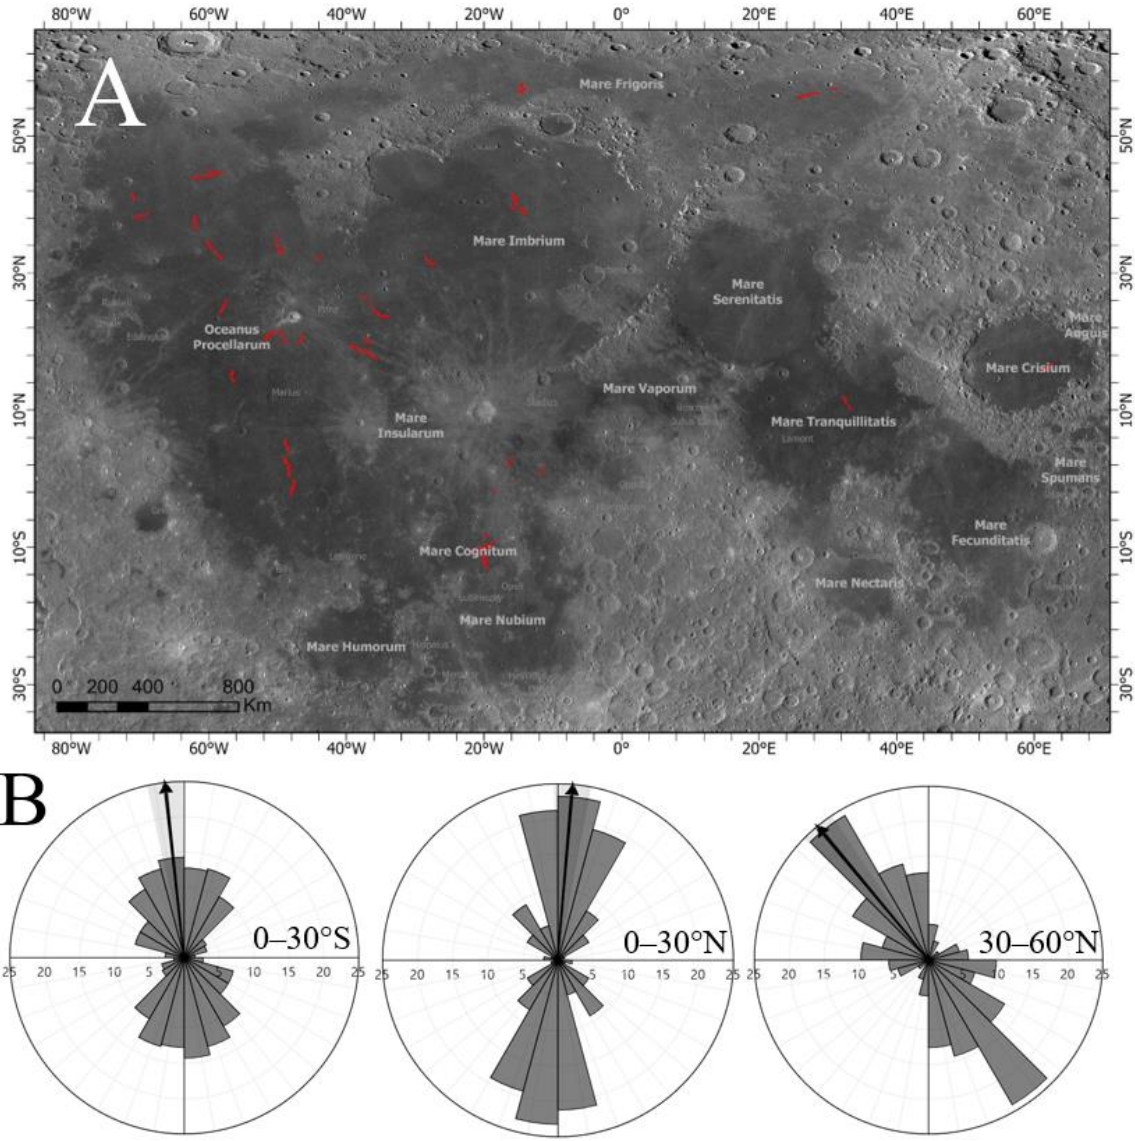 80°W 60°W 40°W 20°W 0° 20°E 40°E 60°E
A
Mare Frigoris
50°N 50°N
Mare Imbrium
30°N 30°N
Mare
Serenitatis
Mare
Anguis
Oceanus
Procellarum
Mare Crisium
Mare Vaporum
Marius
10°N 10°N
Mare
Insularum
Mare Tranquillitatis
Lamont
Mare
Spumans
Mare
Fecunditatis
10°S 10°S
Mare Cognitum
Mare Nectaris
Mare Nubium
Mare Humorum
30°S 30°S
0 200 400 800
Km
80°W 60°W 40°W 20°W 0° 20°E 40°E 60°E
B
0–30°S 0–30°N 30–60°N
25 20 15 10 5 5 10 15 20 25
25 20 15 10 5 5 10 15 20 25
25 20 15 10 5 5 10 15 20 25